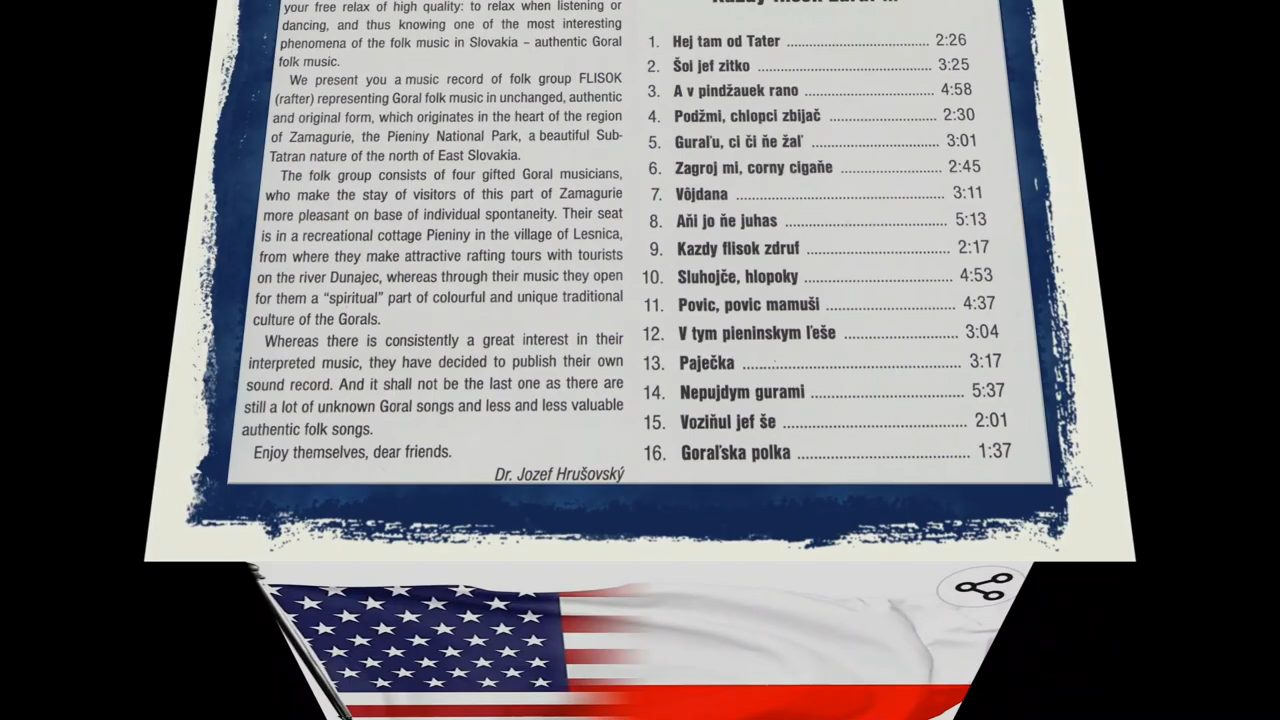 your free relax of high quality: to relax when listening or
dancing, and thus knowing one of the most interesting
phenomena of the folk music in Slovakia – authentic Goral
folk music.
We present you a music record of folk group FLISOK
(rafter) representing Goral folk music in unchanged, authentic
and original form, which originates in the heart of the region
of Zamagurie, the Pieniny National Park, a beautiful Sub-
Tatran nature of the north of East Slovakia.
The folk group consists of four gifted Goral musicians,
who make the stay of visitors of this part of Zamagurie
more pleasant on base of individual spontaneity. Their seat
is in a recreational cottage Pieniny in the village of Lesnica,
from where they make attractive rafting tours with tourists
on the river Dunajec, whereas through their music they open
for them a “spiritual” part of colourful and unique traditional
culture of the Gorals.
Whereas there is consistently a great interest in their
interpreted music, they have decided to publish their own
sound record. And it shall not be the last one as there are
still a lot of unknown Goral songs and less and less valuable
authentic folk songs.
Enjoy themselves, dear friends.
Dr. Jozef Hrušovský
1. Hej tam od Tater 2:26
2. Šol jef zitko 3:25
3. A v pindžauek rano 4:58
4. Podžmi, chlopci zbijač 2:30
5. Guraľu, ci či ňe žaľ 3:01
6. Zagroj mi, corny cigaňe 2:45
7. Vôjdana 3:11
8. Aňi jo ňe juhas 5:13
9. Kazdy flisok zdruf 2:17
10. Sluhojče, hlopoky 4:53
11. Povic, povic mamuši 4:37
12. V tym pieninskym ľeše 3:04
13. Paječka 3:17
14. Nepujdym gurami 5:37
15. Voziňul jef še 2:01
16. Goraľska polka 1:37